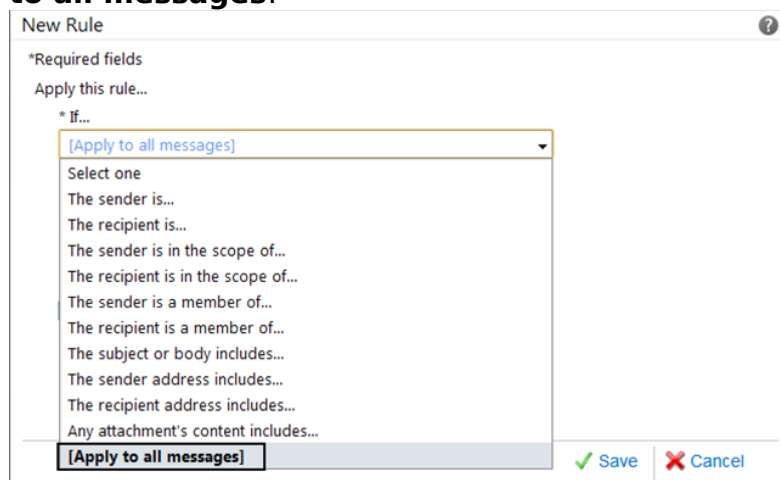 to all messages.
New Rule
*Required fields
Apply this rule...
* If...
[Apply to all messages]
Select one
The sender is...
The recipient is...
The sender is in the scope of...
The recipient is in the scope of...
The sender is a member of...
The recipient is a member of...
The subject or body includes...
The sender address includes...
The recipient address includes...
Any attachment's content includes...
[Apply to all messages]
Save Cancel